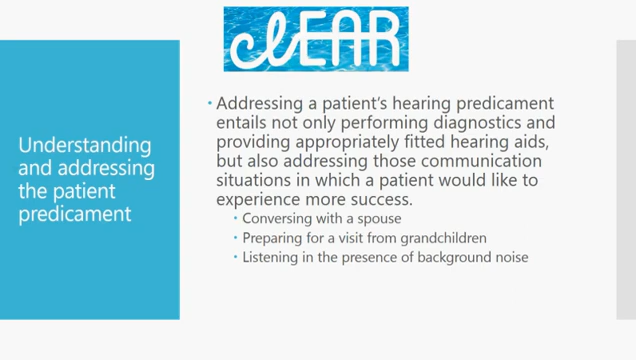 clEAR
Understanding
and addressing
the patient
predicament
• Addressing a patient's hearing predicament
entails not only performing diagnostics and
providing appropriately fitted hearing aids,
but also addressing those communication
situations in which a patient would like to
experience more success.
• Conversing with a spouse
• Preparing for a visit from grandchildren
• Listening in the presence of background noise